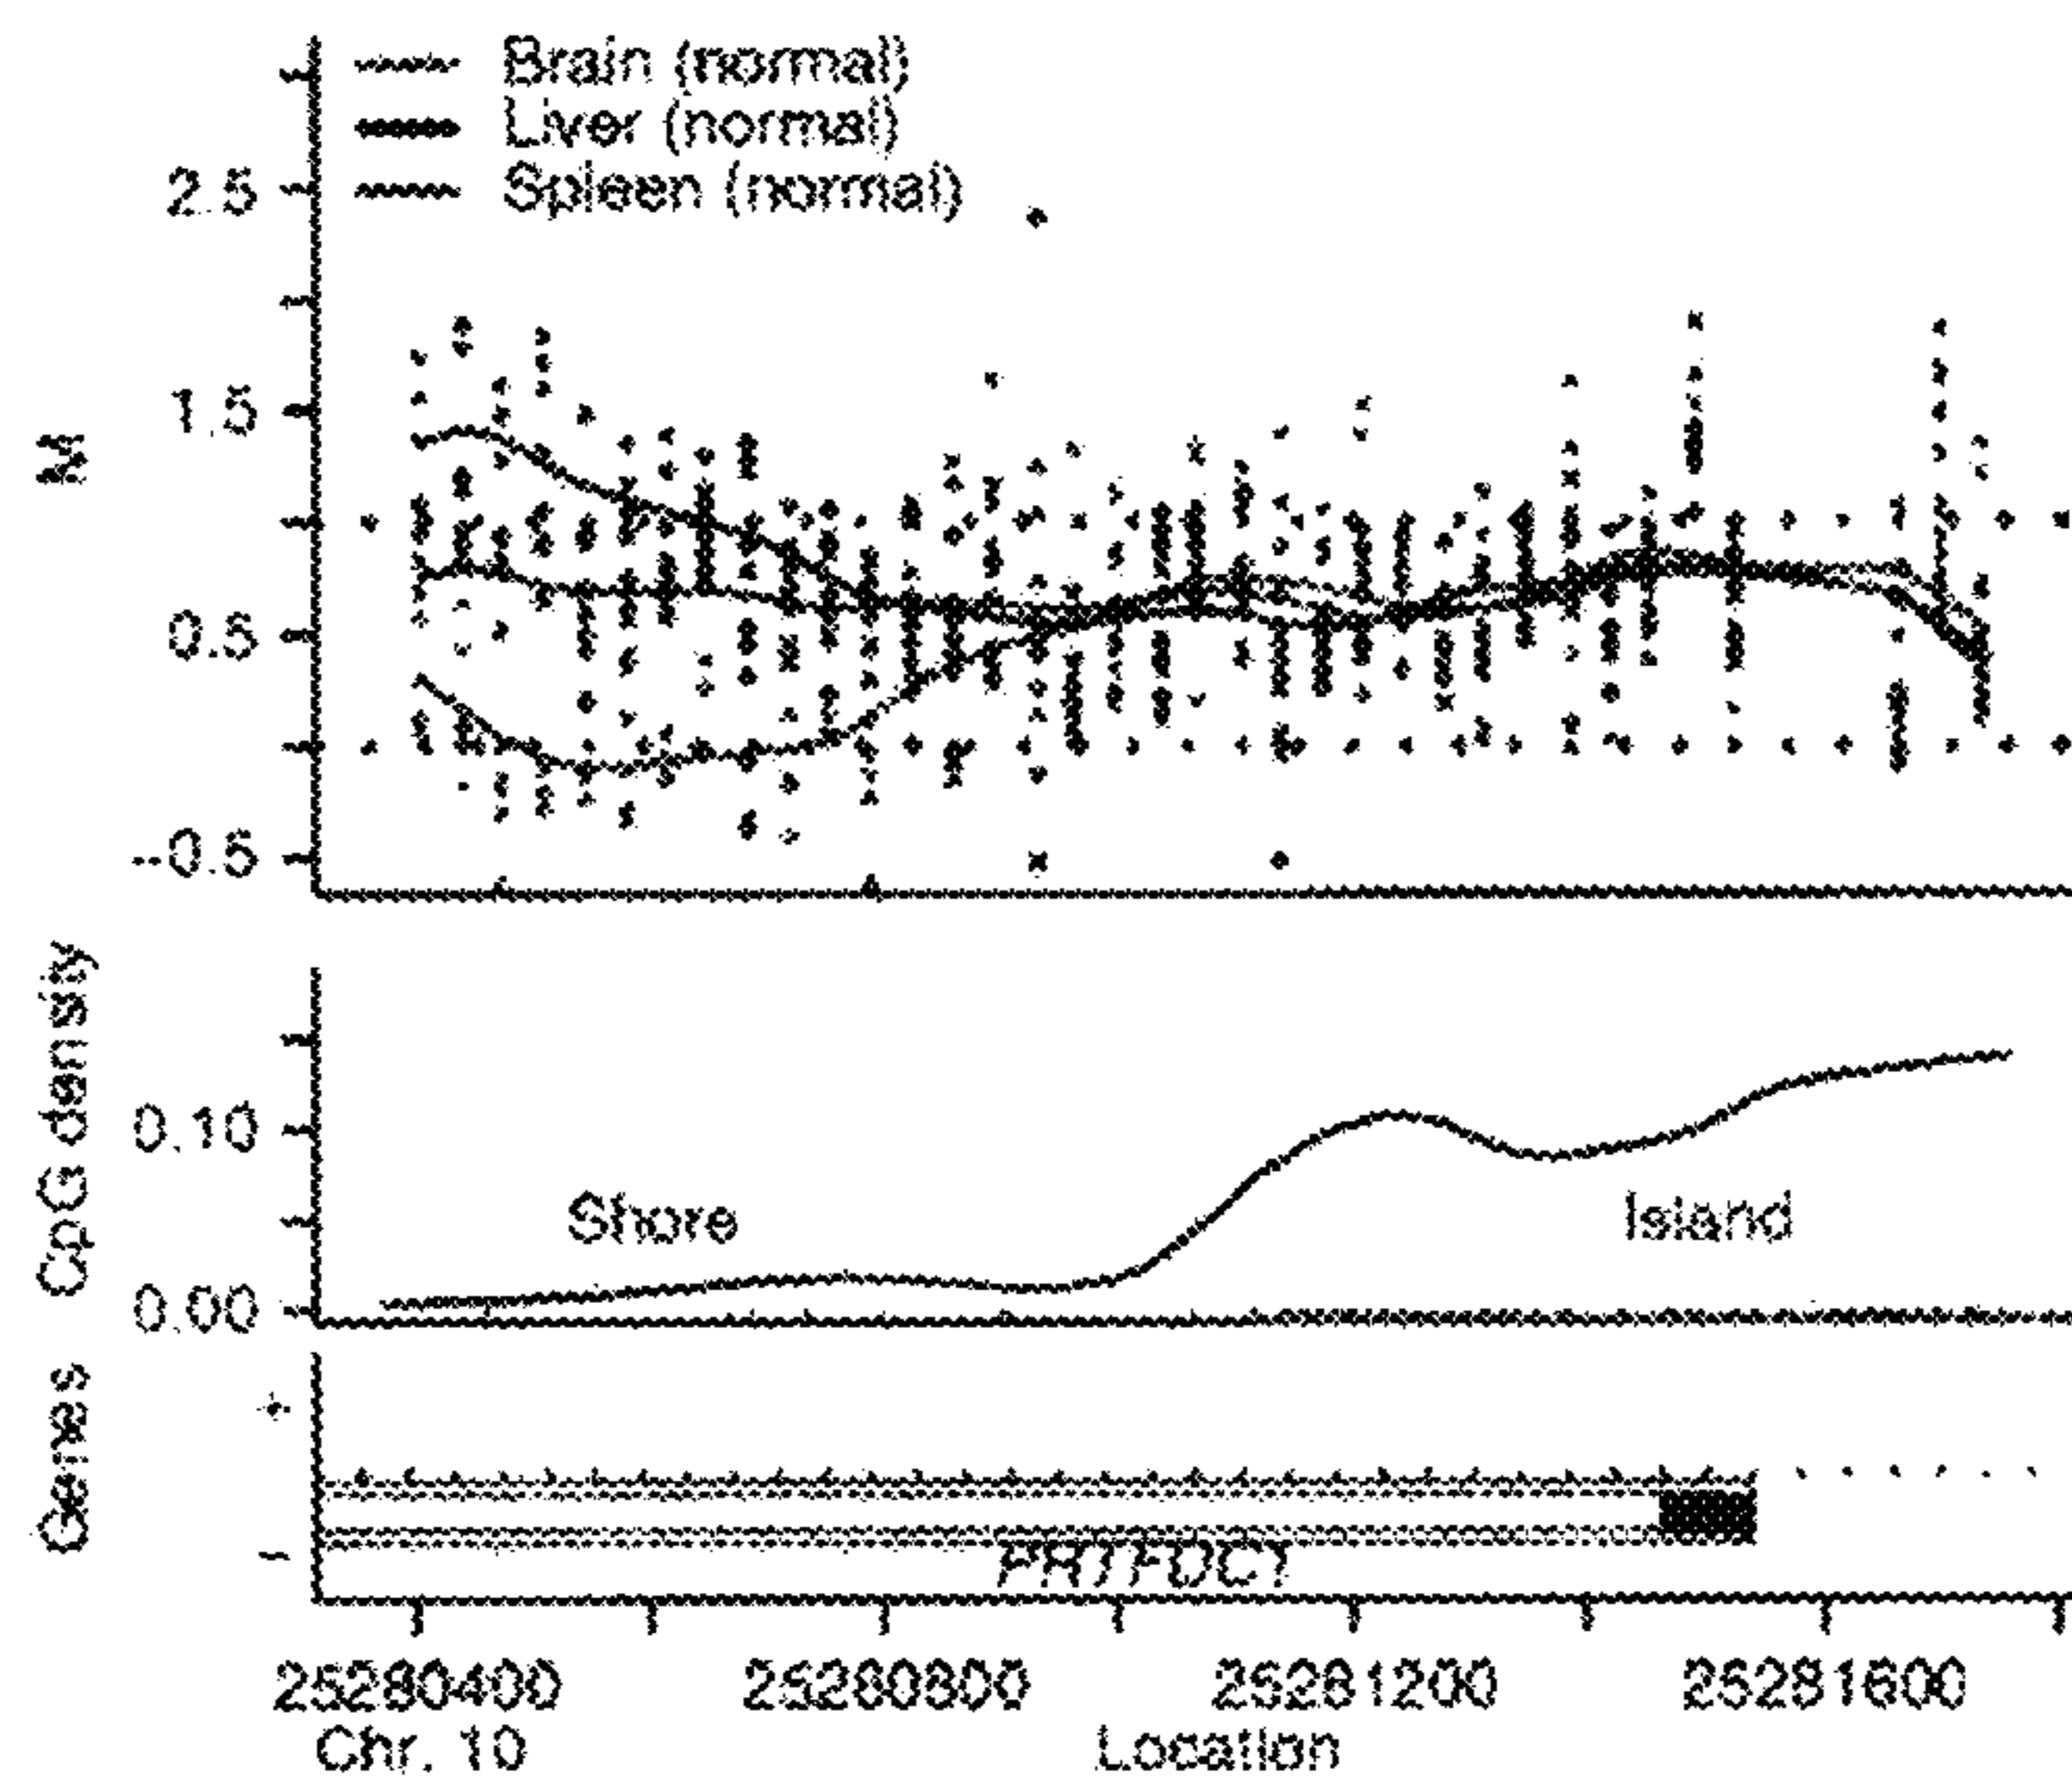 Brain (normal)
Liver (normal)
Spleen (normal)
2.5
1.5
0.5
-0.5
M
CpG density
0.10
0.00
Shore
Island
Genes
+
-
PRTFDC1
25280400
25280800
25281200
25281600
Chr. 10
Location